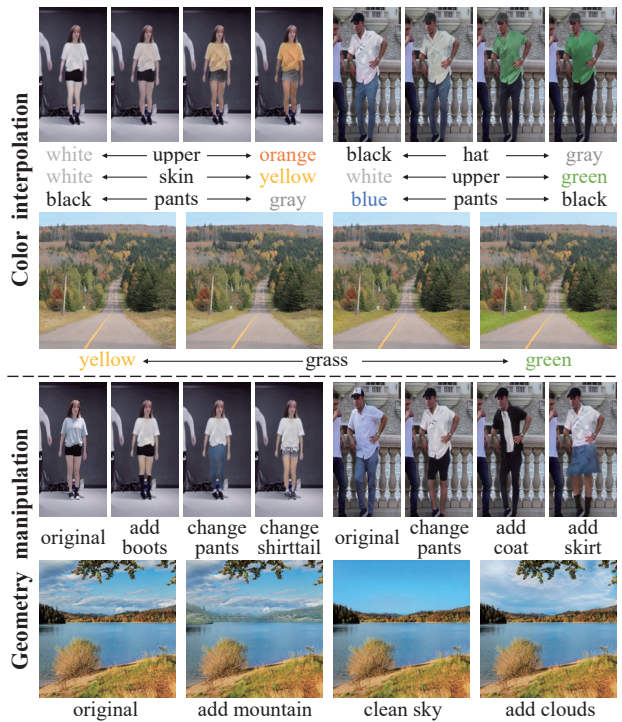 Color interpolation
white upper orange
white skin yellow
black pants gray
black hat gray
white upper green
blue pants black
yellow grass green
Geometry manipulation
original
add
boots
change
pants
change
shirttail
original
change
pants
add
coat
add
skirt
original
add mountain
clean sky
add clouds